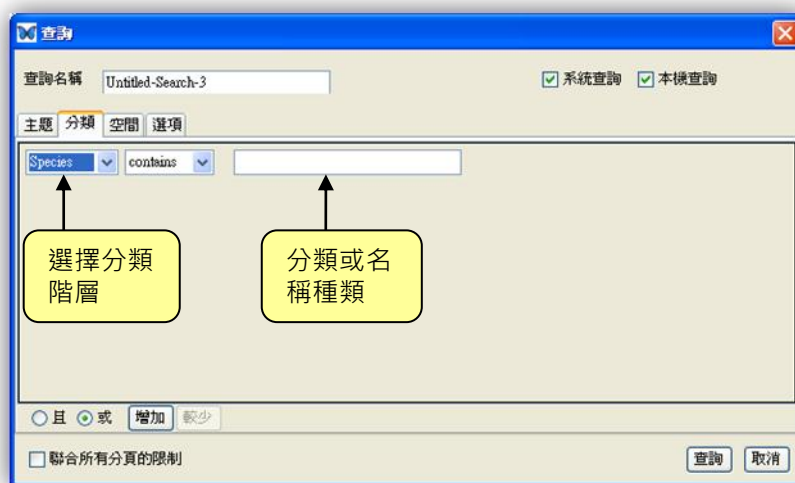 查詢
查詢名稱 Untitled-Search-3 系統查詢 本機查詢
主題 分類 空間 選項
Species contains
選擇分類
階層
分類或名
稱種類
且 或 增加 較少
聯合所有分頁的限制 查詢 取消